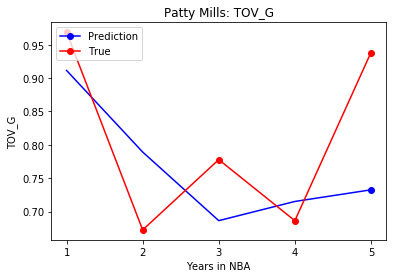 Patty Mills: TOV_G
Prediction
True
0.95
0.90
0.85
0.80
0.75
0.70
TOV_G
1 2 3 4 5
Years in NBA